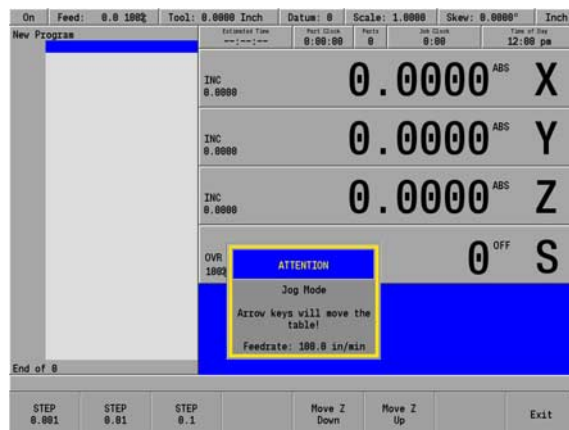 On Feed: 0.0 100% Tool: 0.0000 Inch Datum: 0 Scale: 1.0000 Skew: 0.0000° Inch
New Program
Estimated Time Part Clock Parts Job Clock Time of Day
--:--:-- 0:00:00 0 0:00 12:00 pm
INC 0.0000 ABS X
0.0000
INC 0.0000 ABS Y
0.0000
INC 0.0000 ABS Z
0.0000
OVR 0 OFF S
100%
ATTENTION
Jog Mode
Arrow keys will move the
table!
Feedrate: 100.0 in/min
End of 0
STEP STEP STEP Move Z Move Z Exit
0.001 0.01 0.1 Down Up